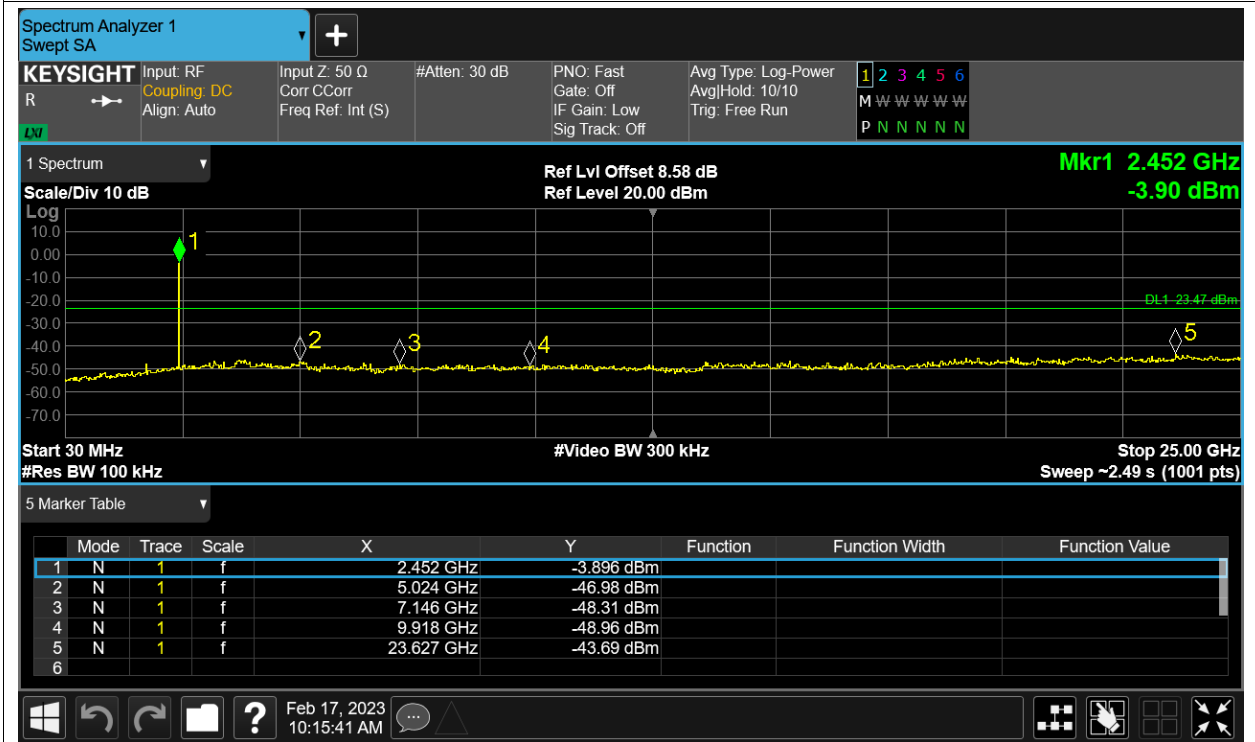 Spectrum Analyzer 1
Swept SA
KEYSIGHT
R
LXI
Input: RF
Coupling: DC
Align: Auto
Input Z: 50 Ω
Corr CCorr
Freq Ref: Int (S)
#Atten: 30 dB
PNO: Fast
Gate: Off
IF Gain: Low
Sig Track: Off
Avg Type: Log-Power
Avg|Hold: 10/10
Trig: Free Run
1 2 3 4 5 6
M W W W W W
P N N N N N
1 Spectrum
Scale/Div 10 dB
Ref Lvl Offset 8.58 dB
Ref Level 20.00 dBm
Mkr1 2.452 GHz
-3.90 dBm
Log
10.0
0.00
-10.0
-20.0
-30.0
-40.0
-50.0
-60.0
-70.0
1
2
3
4
5
DL1 -23.47 dBm
Start 30 MHz
#Res BW 100 kHz
#Video BW 300 kHz
Stop 25.00 GHz
Sweep ~2.49 s (1001 pts)
5 Marker Table
Mode Trace Scale X Y Function Function Width Function Value
1 N 1 f 2.452 GHz -3.896 dBm
2 N 1 f 5.024 GHz -46.98 dBm
3 N 1 f 7.146 GHz -48.31 dBm
4 N 1 f 9.918 GHz -48.96 dBm
5 N 1 f 23.627 GHz -43.69 dBm
6
?
Feb 17, 2023
10:15:41 AM